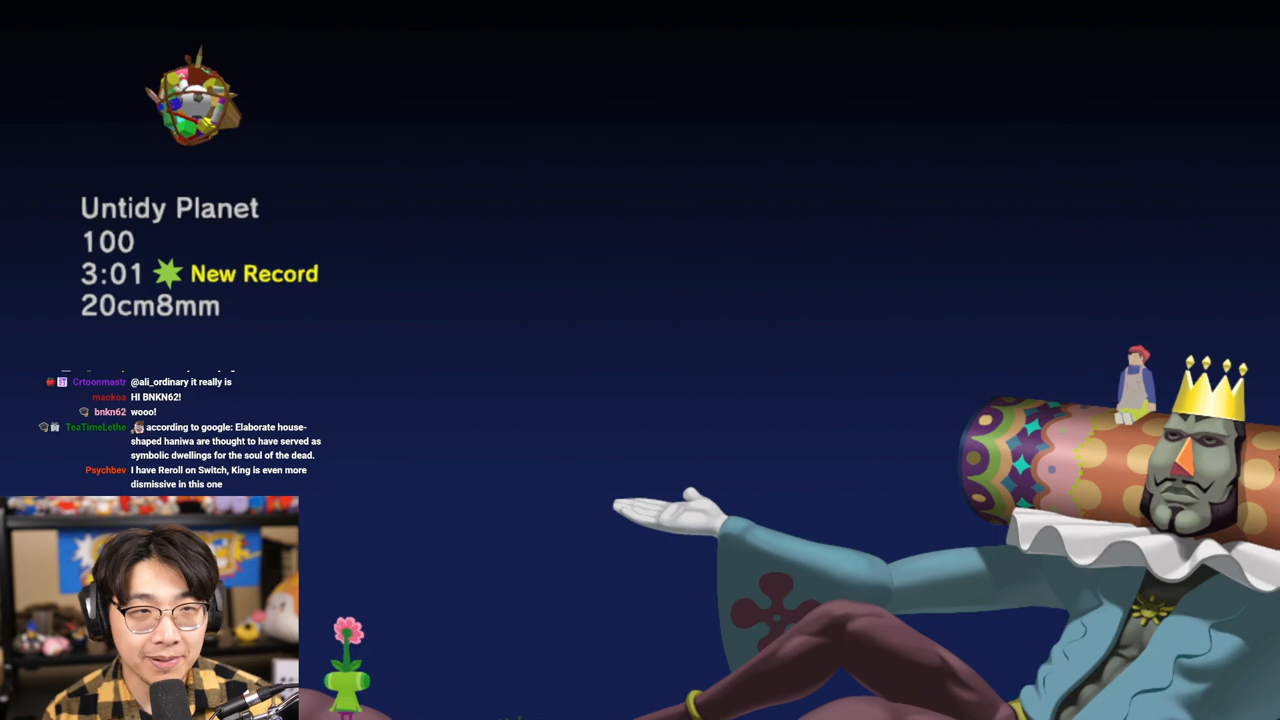 Untidy Planet
100
3:01 New Record
20cm8mm
Crtoonmastr @ali_ordinary it really is
maokoa HI BNKN62!
bnkn62 wooo!
TeaTimeLethe according to google: Elaborate house-
shaped haniwa are thought to have served as
symbolic dwellings for the soul of the dead.
Psychbev I have Reroll on Switch, King is even more
dismissive in this one